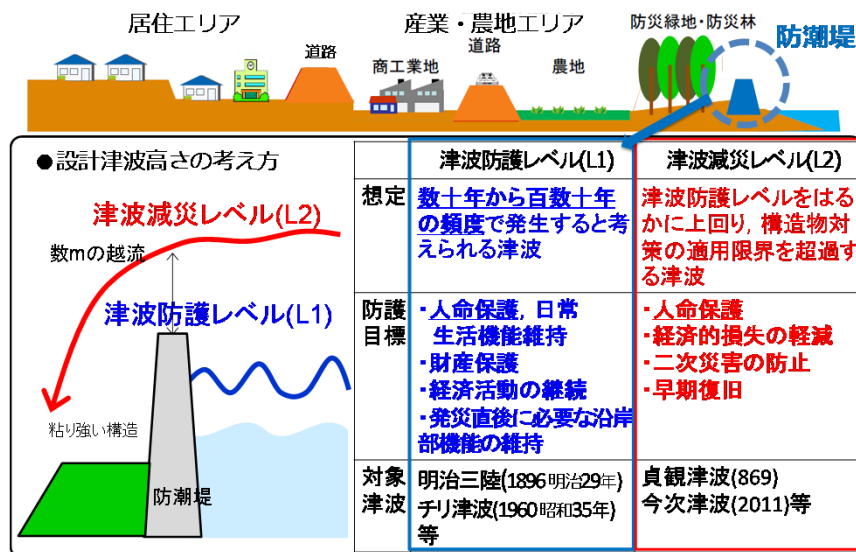 居住エリア
産業・農地エリア
防災緑地・防災林
防潮堤
道路
道路
商工業地
農地
●設計津波高さの考え方
津波減災レベル(L2)
数mの越流
津波防護レベル(L1)
粘り強い構造
防潮堤
津波防護レベル(L1)
津波減災レベル(L2)
想定
数十年から百数十年
の頻度で発生すると考
えられる津波
津波防護レベルをはる
かに上回り, 構造物対
策の適用限界を超過す
る津波
防護
目標
・人命保護, 日常
生活機能維持
・財産保護
・経済活動の継続
・発災直後に必要な沿岸
部機能の維持
・人命保護
・経済的損失の軽減
・二次災害の防止
・早期復旧
対象
津波
明治三陸(1896 明治29年)
チリ津波(1960 昭和35年)
等
貞観津波(869)
今次津波(2011)等